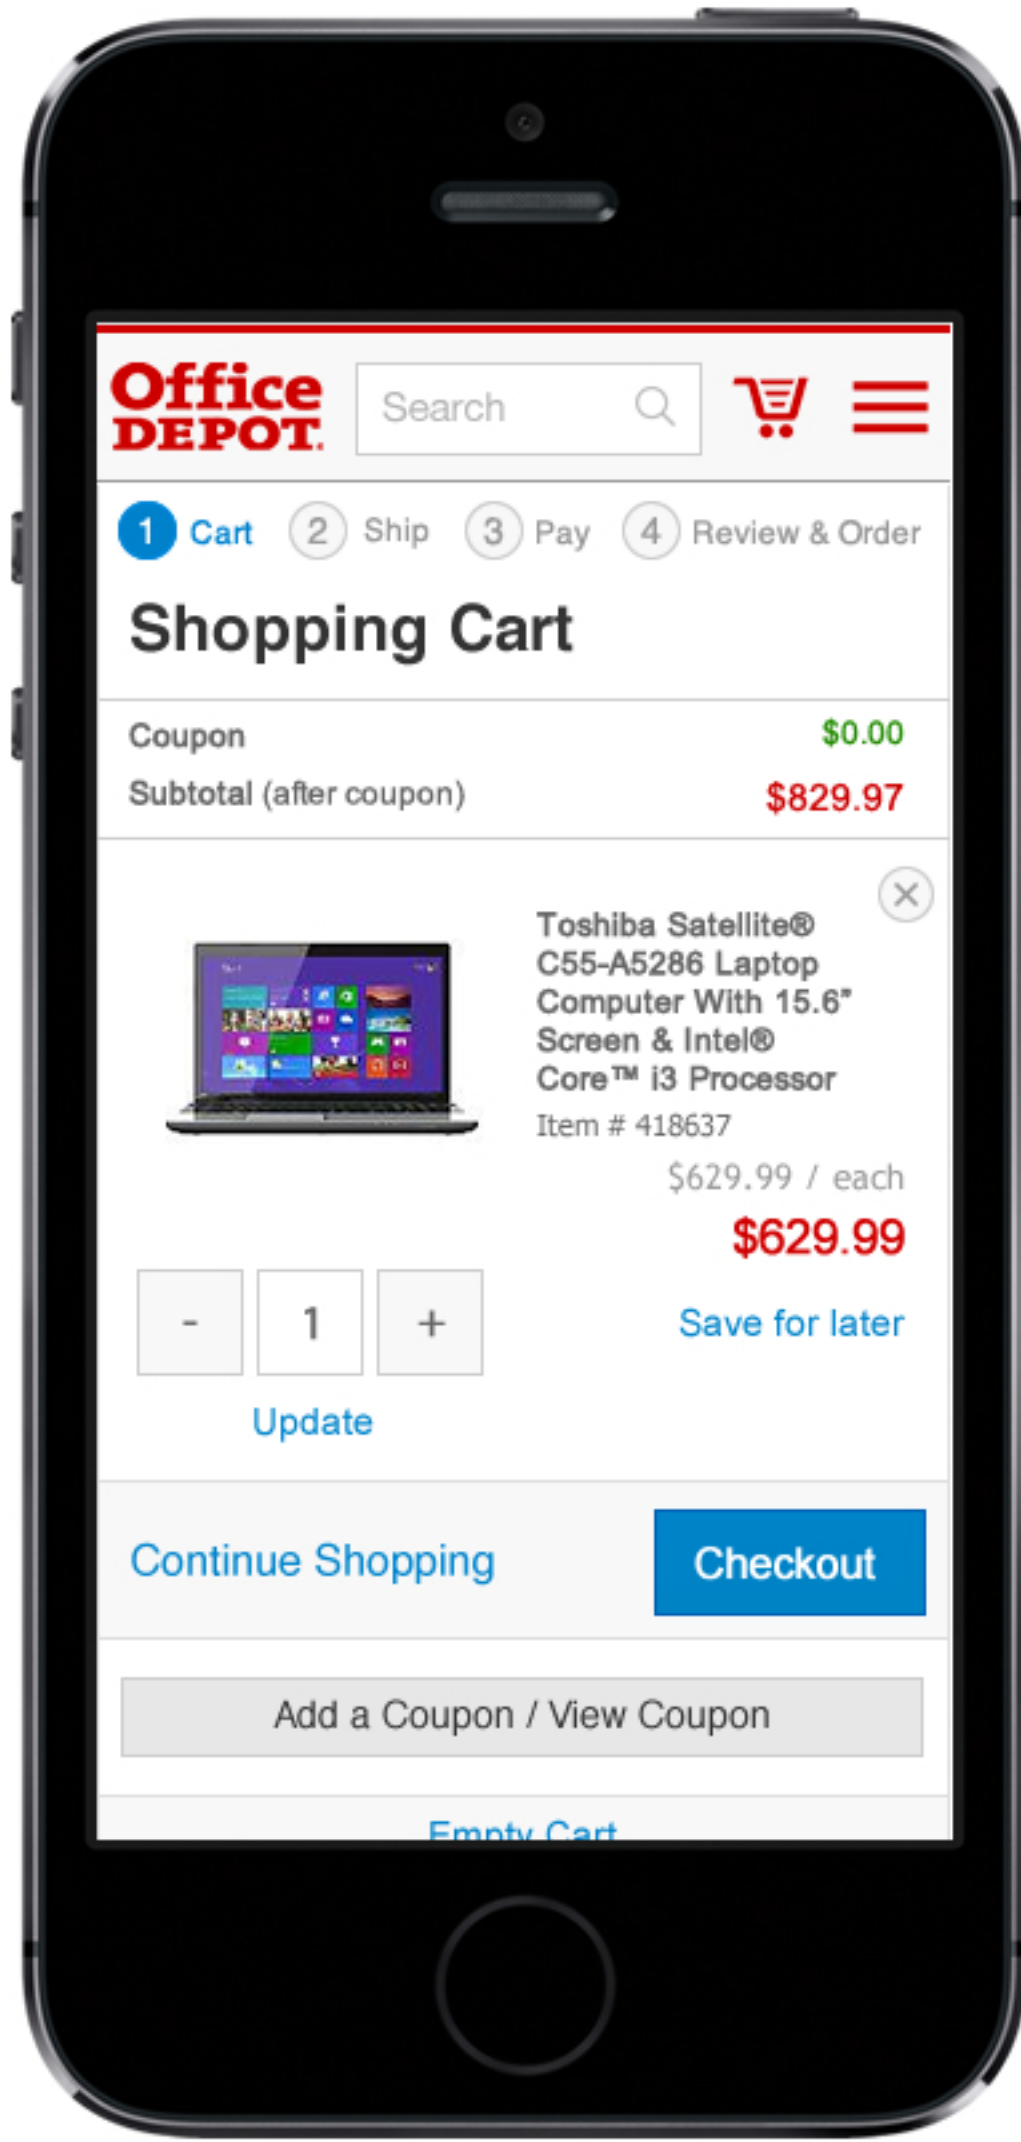 Office
DEPOT.
Search
1 Cart 2 Ship 3 Pay 4 Review & Order
Shopping Cart
Coupon $0.00
Subtotal (after coupon) $829.97
Toshiba Satellite®
C55-A5286 Laptop
Computer With 15.6”
Screen & Intel®
Core™ i3 Processor
Item # 418637
$629.99 / each
$629.99
- 1 +
Save for later
Update
Continue Shopping
Checkout
Add a Coupon / View Coupon
Empty Cart